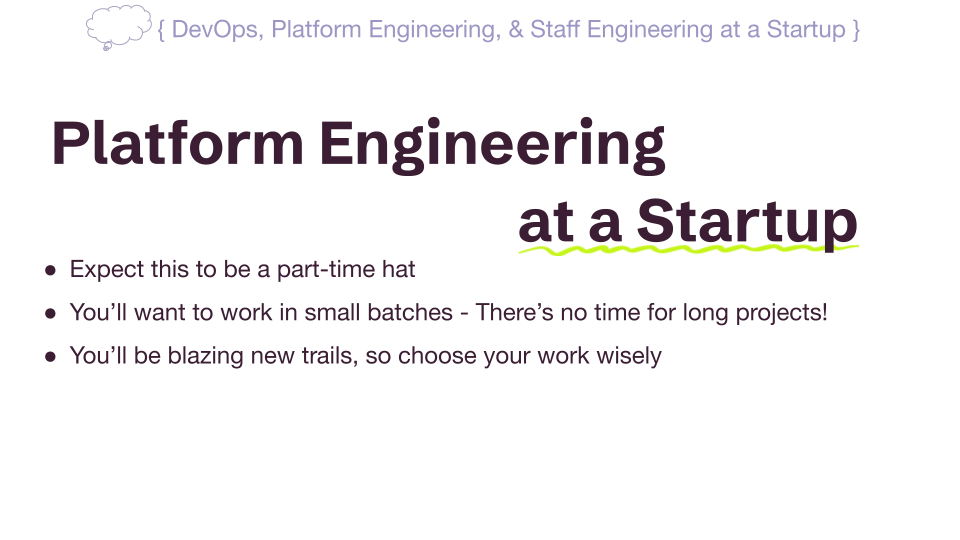 { DevOps, Platform Engineering, & Staff Engineering at a Startup }
Platform Engineering
at a Startup
● Expect this to be a part-time hat
● You’ll want to work in small batches - There’s no time for long projects!
● You’ll be blazing new trails, so choose your work wisely